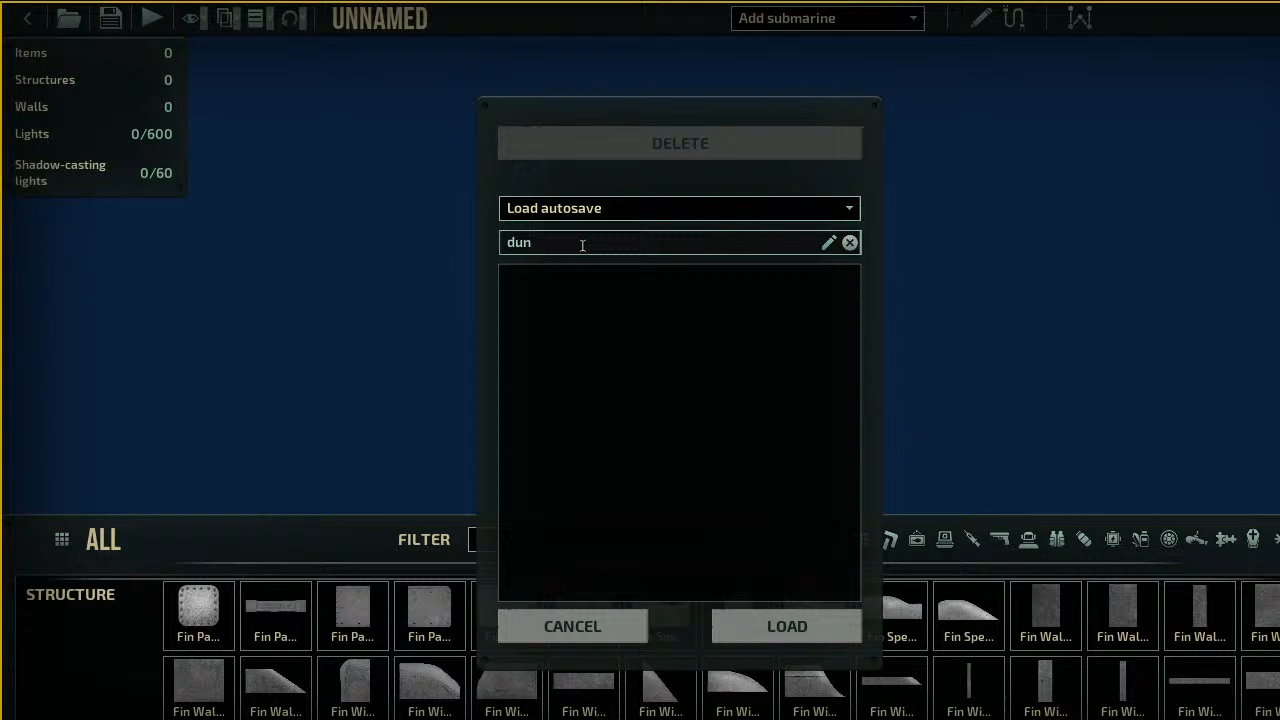 UNNAMED
Add submarine
Items 0
Structures 0
Walls 0
Lights 0/600
Shadow-casting
lights 0/60
DELETE
Load autosave
dun
CANCEL
LOAD
ALL
FILTER
STRUCTURE
Fin Pa...
Fin Pa...
Fin Pa...
Fin Pa...
Fin Spe...
Fin Spe...
Fin Wal...
Fin Wal...
Fin Wal...
Fin W
Fin Wal...
Fin Wal...
Fin Wi...
Fin Wi...
Fin Wi...
Fin Wi...
Fin Wi...
Fin Wi...
Fin Wi...
Fin Wi...
Fin Wi...
Fin Wi...
Fin Wi...
Fin Wi...
Fin W